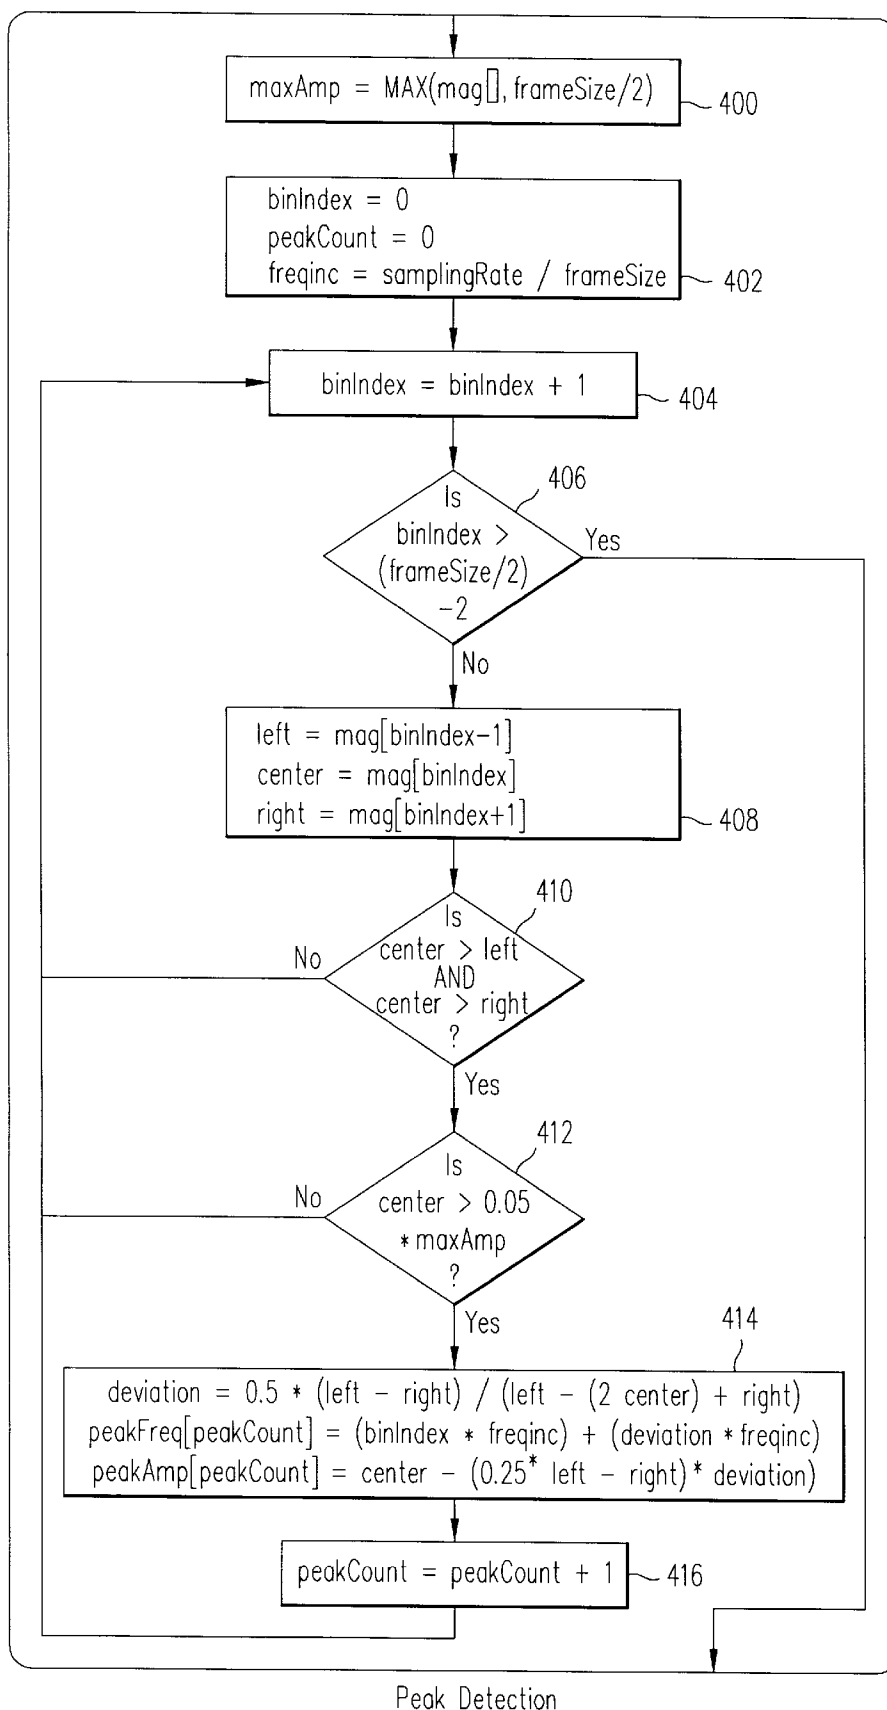 maxAmp = MAX(mag[], frameSize/2)
400
binIndex = 0
peakCount = 0
freqinc = samplingRate / frameSize
402
binIndex = binIndex + 1
404
406
Is
binIndex >
(frameSize/2)
-2
Yes
No
left = mag[binIndex-1]
center = mag[binIndex]
right = mag[binIndex+1]
408
410
Is
center > left
AND
center > right
?
No
Yes
412
Is
center > 0.05
* maxAmp
?
No
Yes
414
deviation = 0.5 * (left - right) / (left - (2 center) + right)
peakFreq[peakCount] = (binIndex * freqinc) + (deviation * freqinc)
peakAmp[peakCount] = center - (0.25* left - right)* deviation)
peakCount = peakCount + 1
416
Peak Detection